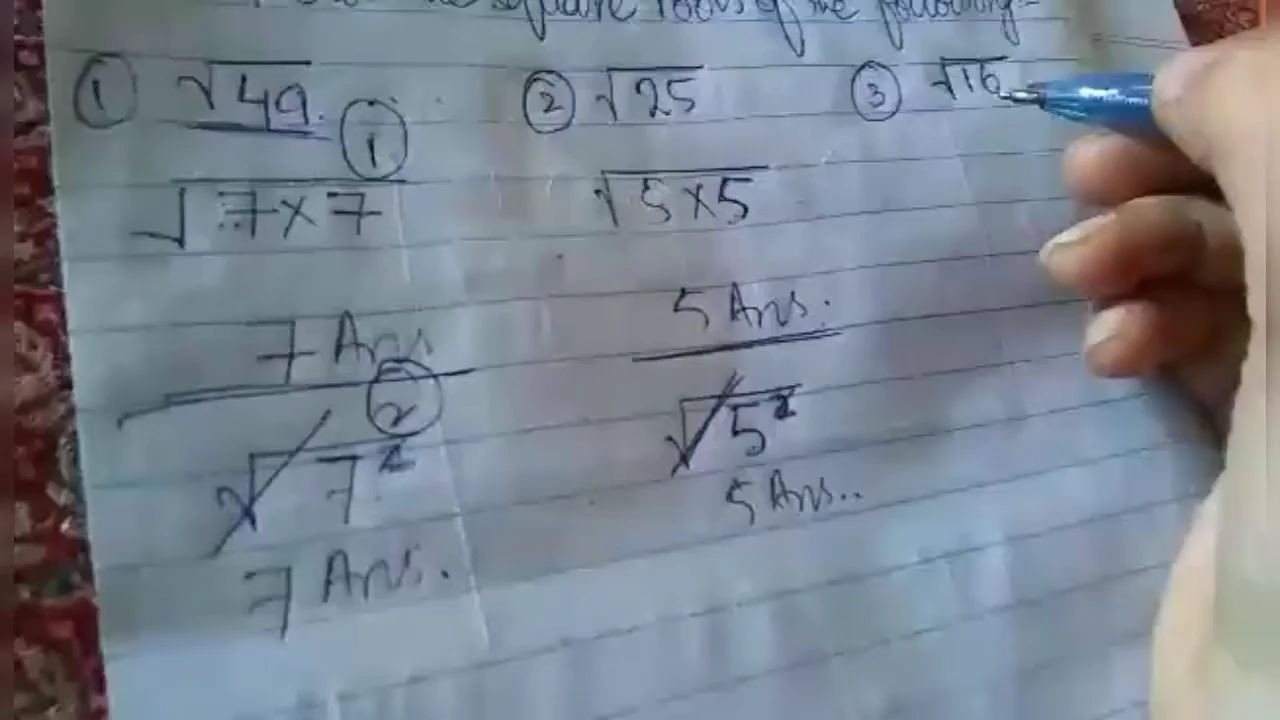 square roots of the following:-
① √49 ② √25 ③ √16
①
√7×7 √5×5
7 Ans 5 Ans.
②
√7² √5²
7 Ans. 5 Ans..